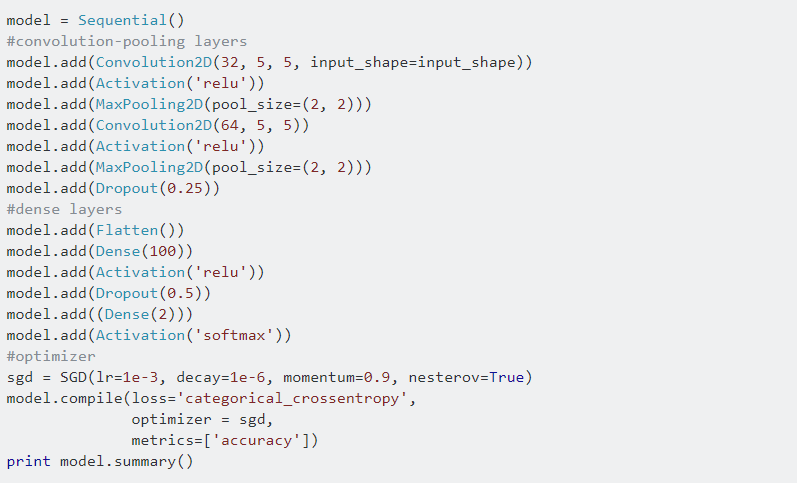 model = Sequential()
#convolution-pooling layers
model.add(Convolution2D(32, 5, 5, input_shape=input_shape))
model.add(Activation('relu'))
model.add(MaxPooling2D(pool_size=(2, 2)))
model.add(Convolution2D(64, 5, 5))
model.add(Activation('relu'))
model.add(MaxPooling2D(pool_size=(2, 2)))
model.add(Dropout(0.25))
#dense layers
model.add(Flatten())
model.add(Dense(100))
model.add(Activation('relu'))
model.add(Dropout(0.5))
model.add((Dense(2)))
model.add(Activation('softmax'))
#optimizer
sgd = SGD(lr=1e-3, decay=1e-6, momentum=0.9, nesterov=True)
model.compile(loss='categorical_crossentropy',
              optimizer = sgd,
              metrics=['accuracy'])
print model.summary()